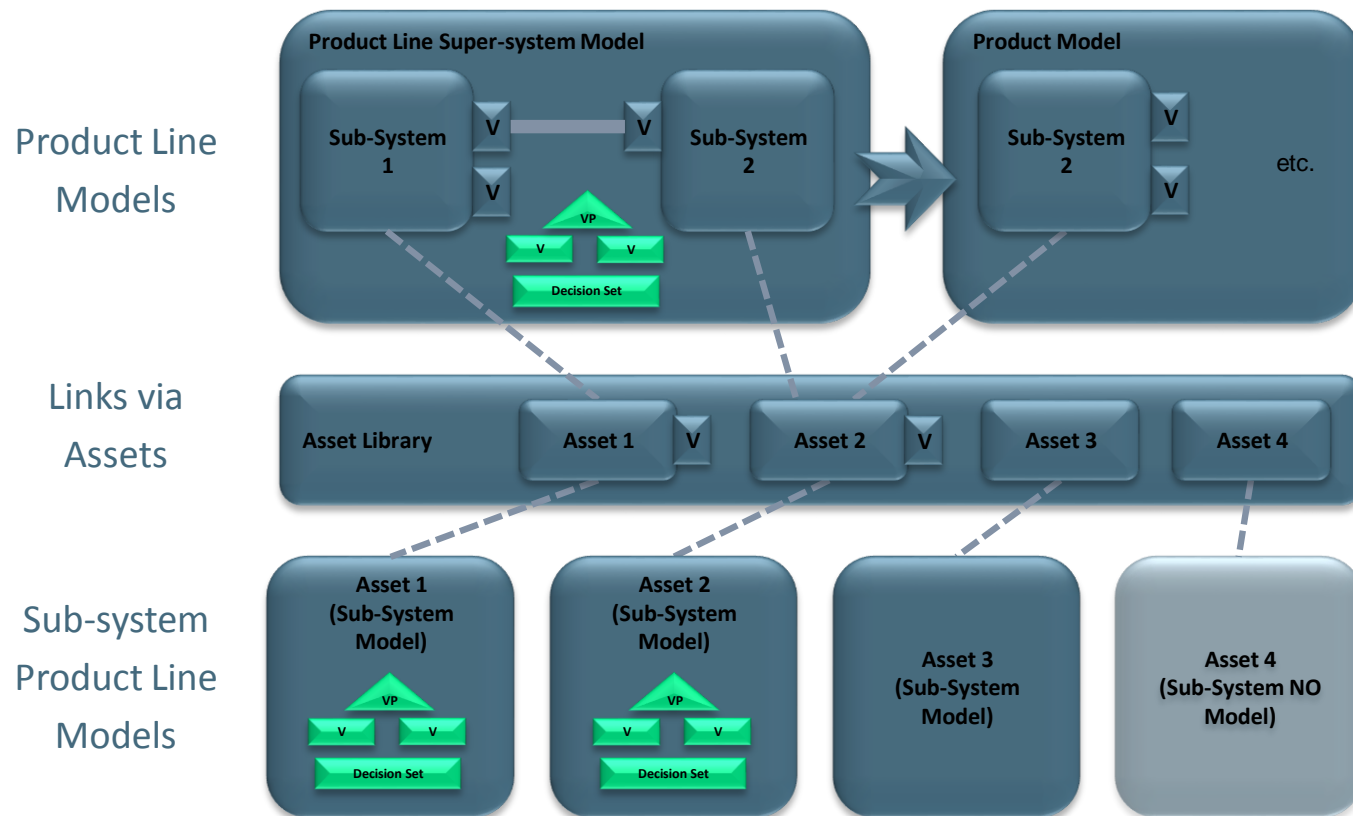 Product Line
Models
Product Line Super-system Model
Sub-System
1
V
V
V
Sub-System
2
VP
V
V
Decision Set
Product Model
Sub-System
2
V
V
etc.
Links via
Assets
Asset Library
Asset 1
V
Asset 2
V
Asset 3
Asset 4
Sub-system
Product Line
Models
Asset 1
(Sub-System
Model)
VP
V
V
Decision Set
Asset 2
(Sub-System
Model)
VP
V
V
Decision Set
Asset 3
(Sub-System
Model)
Asset 4
(Sub-System NO
Model)